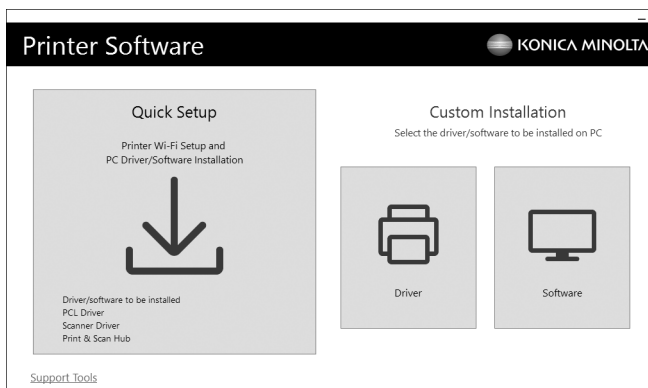 Printer Software
KONICA MINOLTA
Quick Setup
Printer Wi-Fi Setup and
PC Driver/Software Installation
Driver/software to be installed
PCL Driver
Scanner Driver
Print & Scan Hub
Custom Installation
Select the driver/software to be installed on PC
Driver
Software
Support Tools